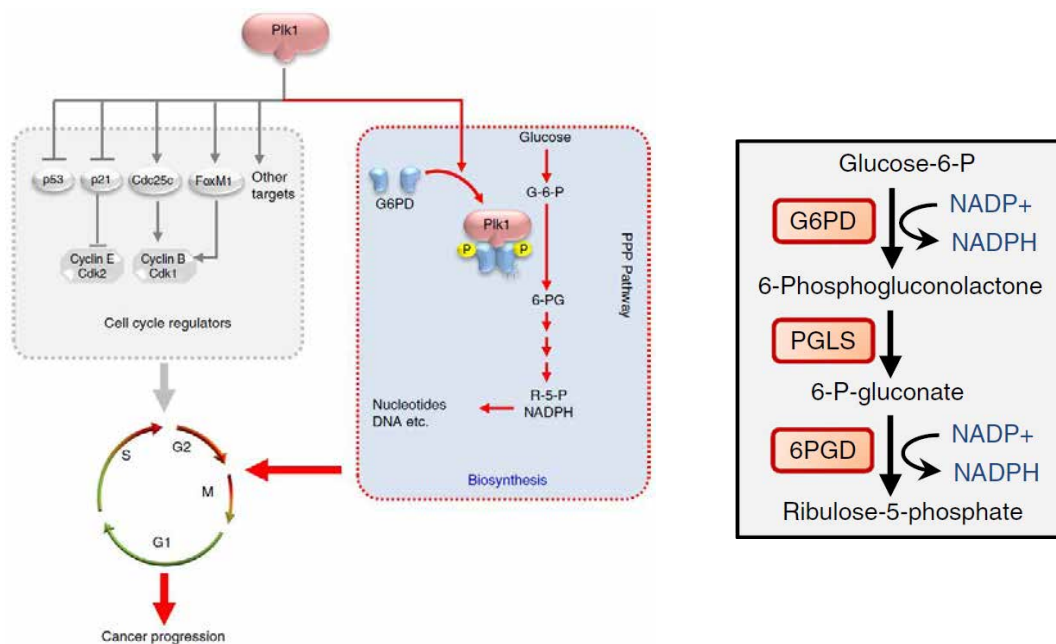 Plk1
p53
p21
Cdc25c
FoxM1
Other
targets
Cyclin E
Cdk2
Cyclin B
Cdk1
Cell cycle regulators
S
G2
M
G1
Cancer progression
Glucose
G-6-P
G6PD
Plk1
P
P
6-PG
PPP Pathway
R-5-P
NADPH
Nucleotides
DNA etc.
Biosynthesis
Glucose-6-P
G6PD
NADP+
NADPH
6-Phosphogluconolactone
PGLS
6-P-gluconate
6PGD
NADP+
NADPH
Ribulose-5-phosphate